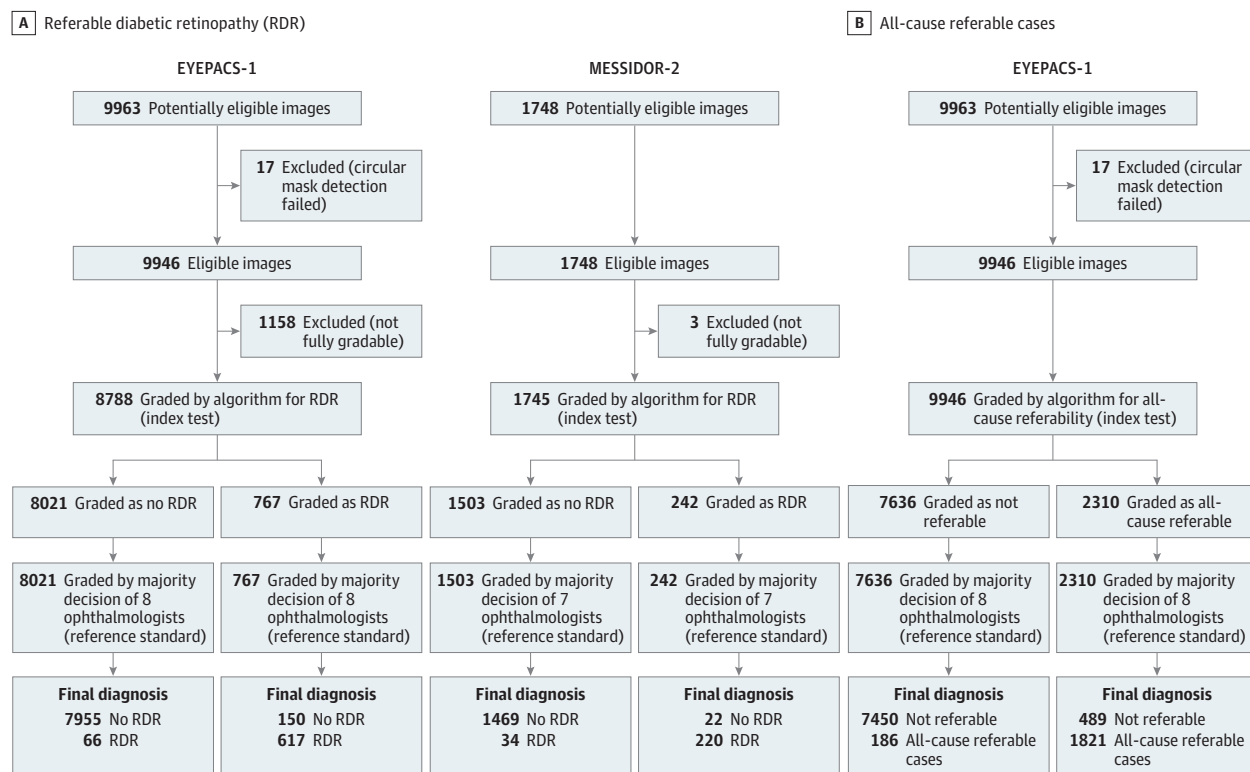 A Referable diabetic retinopathy (RDR)
EYEPACS-1
9963 Potentially eligible images
17 Excluded (circular
mask detection
failed)
9946 Eligible images
1158 Excluded (not
fully gradable)
8788 Graded by algorithm for RDR
(index test)
8021 Graded as no RDR
767 Graded as RDR
8021 Graded by majority
decision of 8
ophthalmologists
(reference standard)
767 Graded by majority
decision of 8
ophthalmologists
(reference standard)
Final diagnosis
7955 No RDR
66 RDR
Final diagnosis
150 No RDR
617 RDR
MESSIDOR-2
1748 Potentially eligible images
1748 Eligible images
3 Excluded (not
fully gradable)
1745 Graded by algorithm for RDR
(index test)
1503 Graded as no RDR
242 Graded as RDR
1503 Graded by majority
decision of 7
ophthalmologists
(reference standard)
242 Graded by majority
decision of 7
ophthalmologists
(reference standard)
Final diagnosis
1469 No RDR
34 RDR
Final diagnosis
22 No RDR
220 RDR
B All-cause referable cases
EYEPACS-1
9963 Potentially eligible images
17 Excluded (circular
mask detection
failed)
9946 Eligible images
9946 Graded by algorithm for all-
cause referability (index test)
7636 Graded as not
referable
2310 Graded as all-
cause referable
7636 Graded by majority
decision of 8
ophthalmologists
(reference standard)
2310 Graded by majority
decision of 8
ophthalmologists
(reference standard)
Final diagnosis
7450 Not referable
186 All-cause referable
cases
Final diagnosis
489 Not referable
1821 All-cause referable
cases